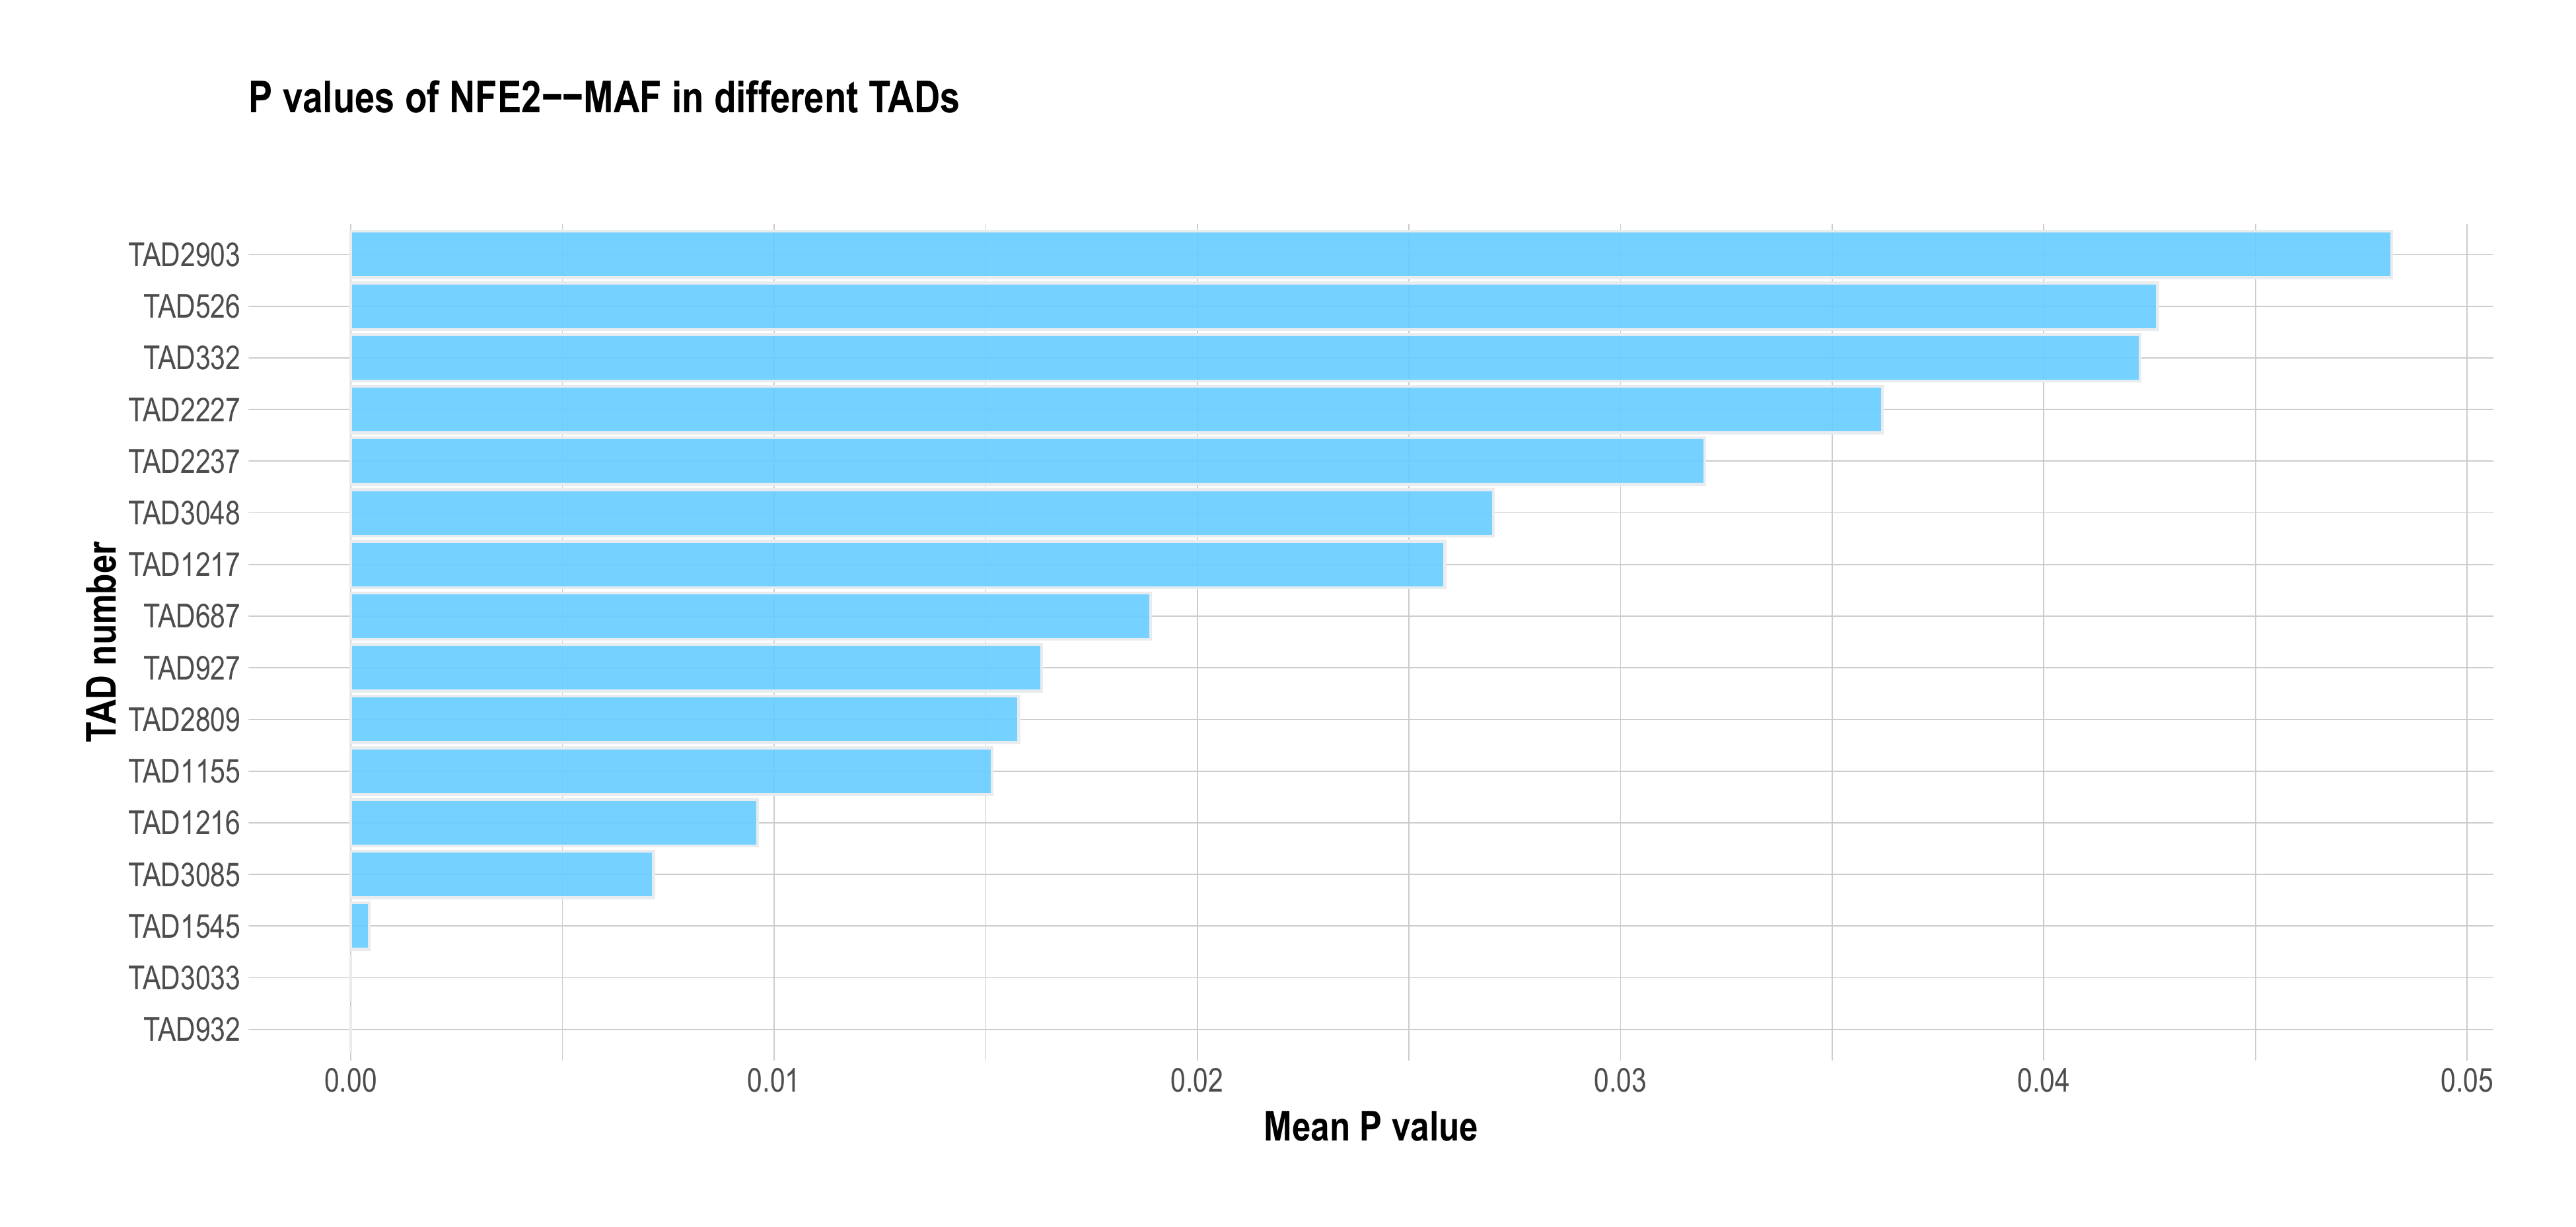 P values of NFE2−−MAF in different TADs
TAD number
TAD2903
TAD526
TAD332
TAD2227
TAD2237
TAD3048
TAD1217
TAD687
TAD927
TAD2809
TAD1155
TAD1216
TAD3085
TAD1545
TAD3033
TAD932
0.00 0.01 0.02 0.03 0.04 0.05
Mean P value